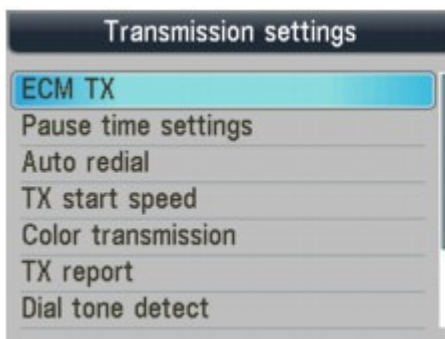 Transmission settings
ECM TX
Pause time settings
Auto redial
TX start speed
Color transmission
TX report
Dial tone detect